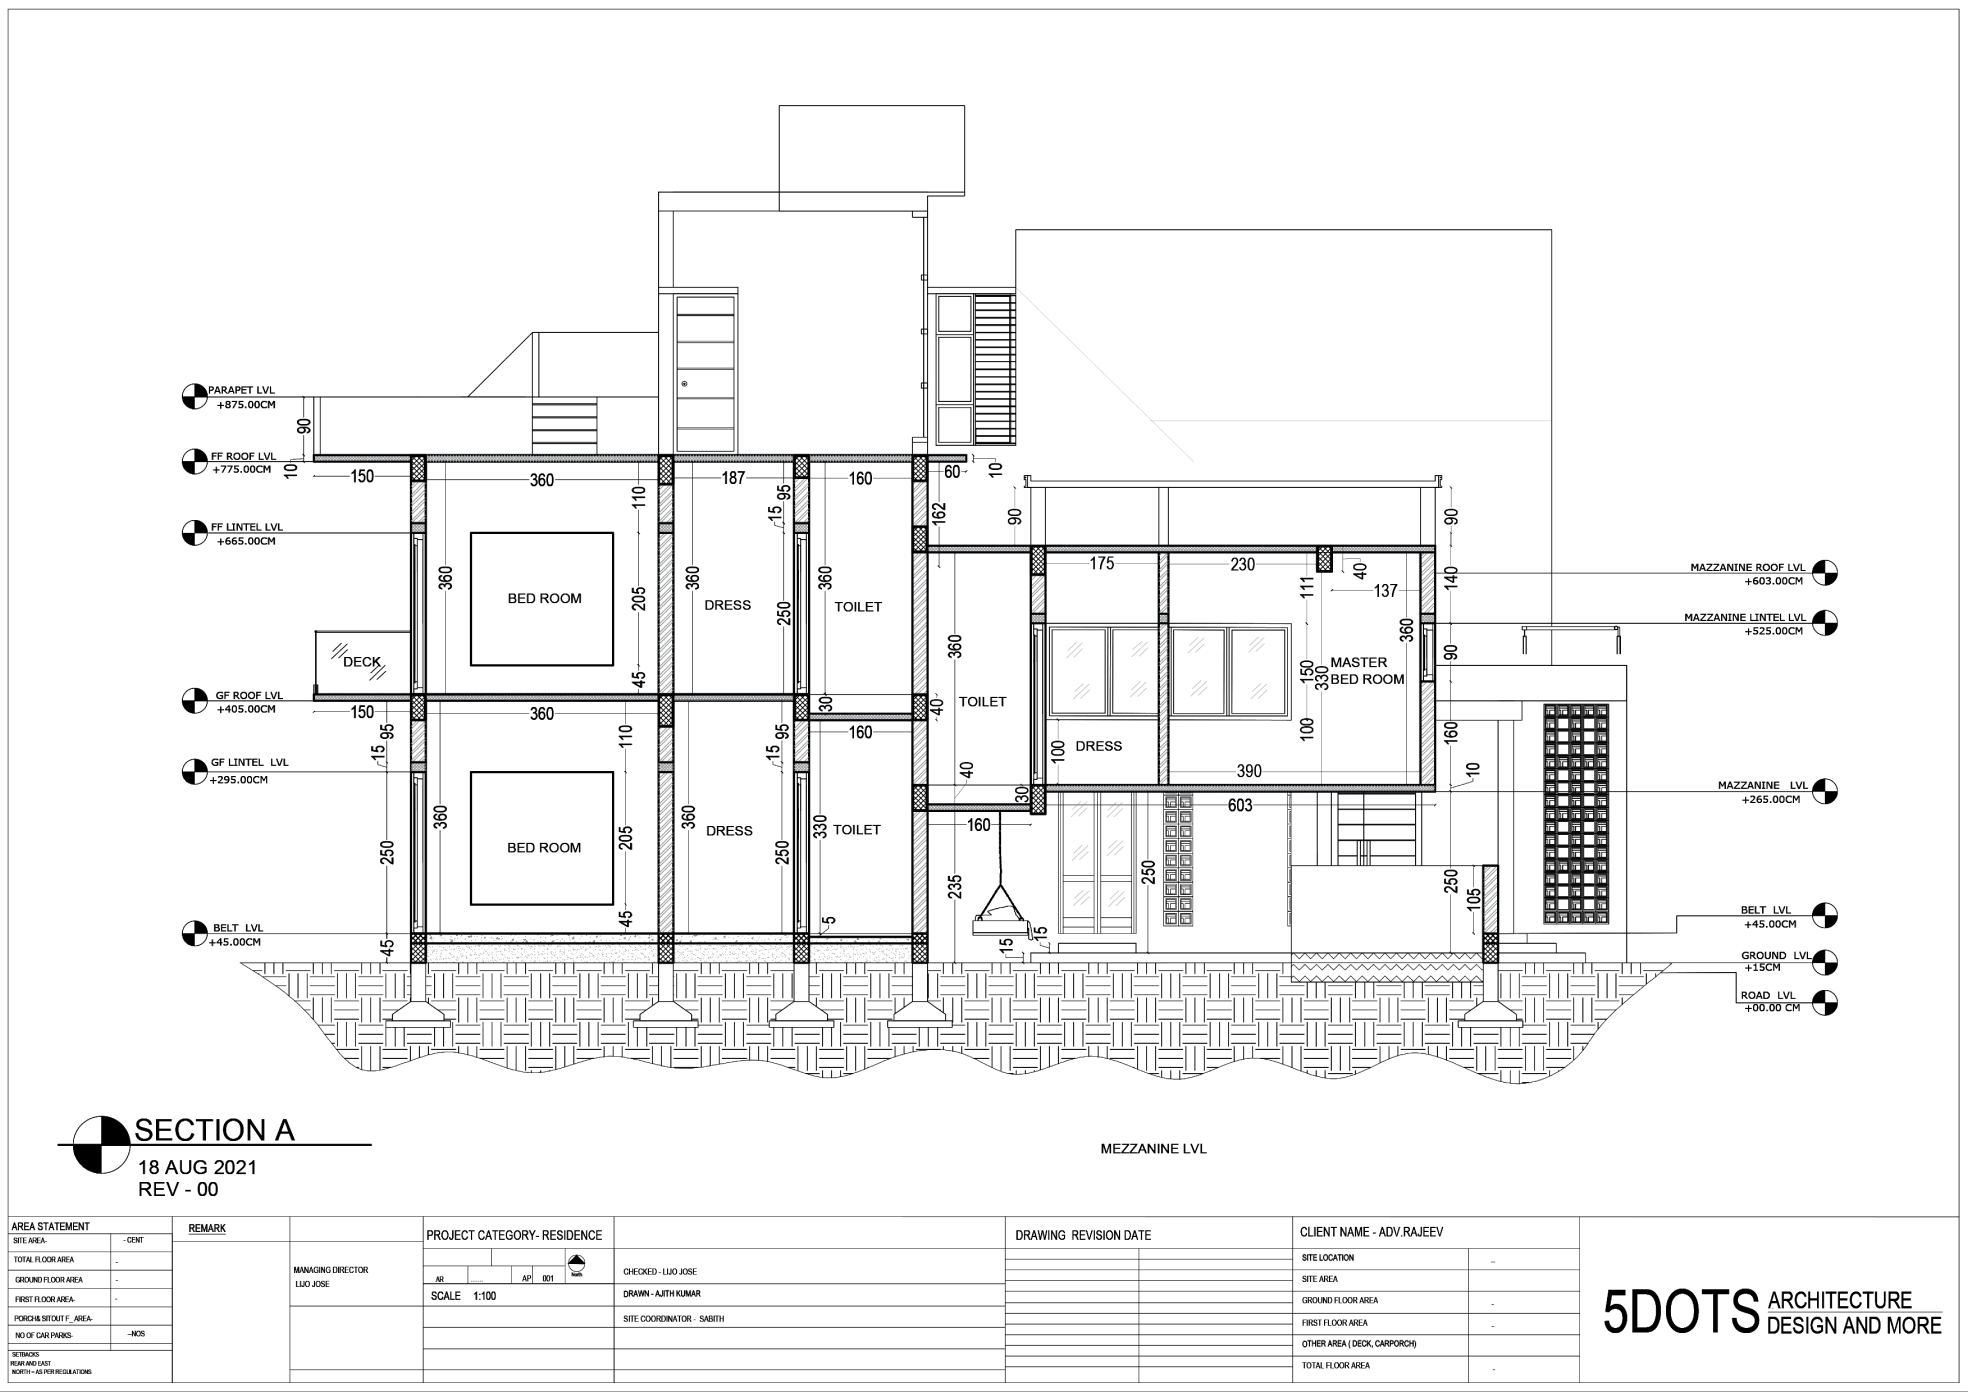 PARAPET LVL
+875.00CM
90
FF ROOF LVL
+775.00CM
10
150
360
187
160
60
10
110
95
15
162
90
90
FF LINTEL LVL
+665.00CM
175
230
111
40
137
140
MAZZANINE ROOF LVL
+603.00CM
360
BED ROOM
205
360
DRESS
250
360
TOILET
360
MAZZANINE LINTEL LVL
+525.00CM
DECK
45
150
330
MASTER
BED ROOM
360
90
GF ROOF LVL
+405.00CM
150
360
30
40
TOILET
100
160
95
15
110
95
15
160
DRESS
100
GF LINTEL LVL
+295.00CM
40
30
390
10
MAZZANINE LVL
+265.00CM
603
160
360
BED ROOM
205
360
DRESS
250
330
TOILET
250
235
250
250
105
BELT LVL
+45.00CM
45
45
5
15
15
BELT LVL
+45.00CM
GROUND LVL
+15CM
ROAD LVL
+00.00 CM
SECTION A
18 AUG 2021
REV - 00
MEZZANINE LVL
AREA STATEMENT
SITE AREA- - CENT
TOTAL FLOOR AREA -
GROUND FLOOR AREA -
FIRST FLOOR AREA- -
PORCH& SITOUT F_ AREA-
NO OF CAR PARKS- --NOS
SETBACKS
REAR AND EAST
NORTH – AS PER REGULATIONS
REMARK
MANAGING DIRECTOR
LIJO JOSE
PROJECT CATEGORY- RESIDENCE
AR ....... AP 001 North
SCALE 1:100
CHECKED - LIJO JOSE
DRAWN - AJITH KUMAR
SITE COORDINATOR - SABITH
DRAWING REVISION DATE
CLIENT NAME - ADV.RAJEEV
SITE LOCATION --
SITE AREA
GROUND FLOOR AREA -
FIRST FLOOR AREA -
OTHER AREA ( DECK, CARPORCH)
TOTAL FLOOR AREA -
5DOTS ARCHITECTURE
DESIGN AND MORE